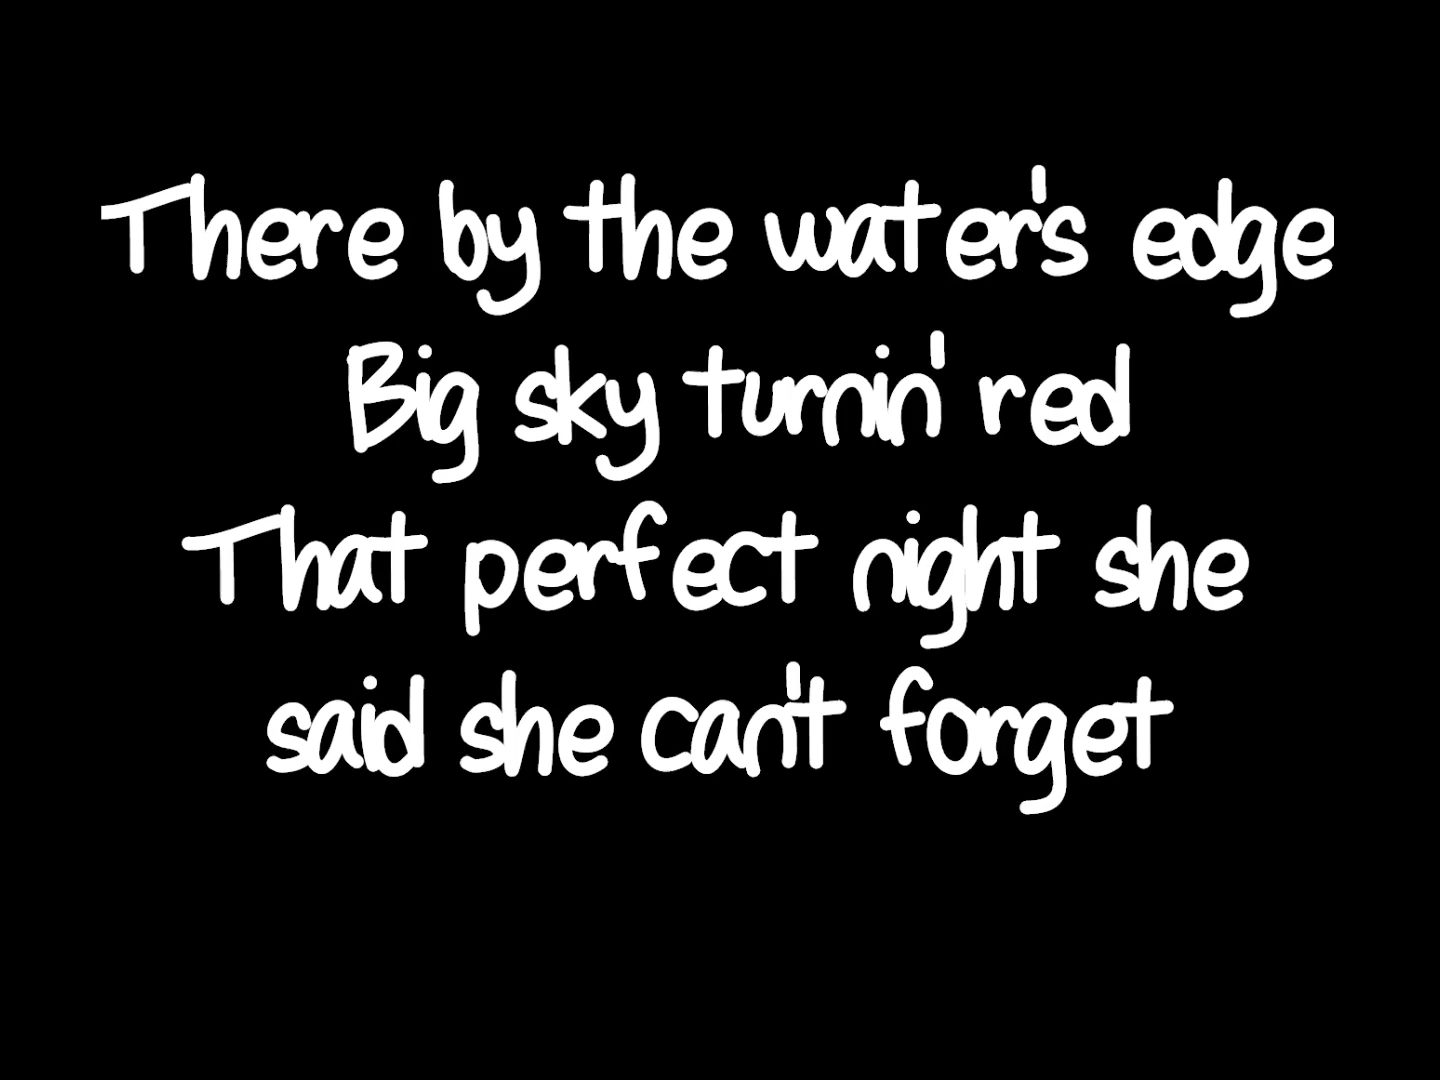 There by the water's edge
Big sky turnin' red
That perfect night she
said she can't forget